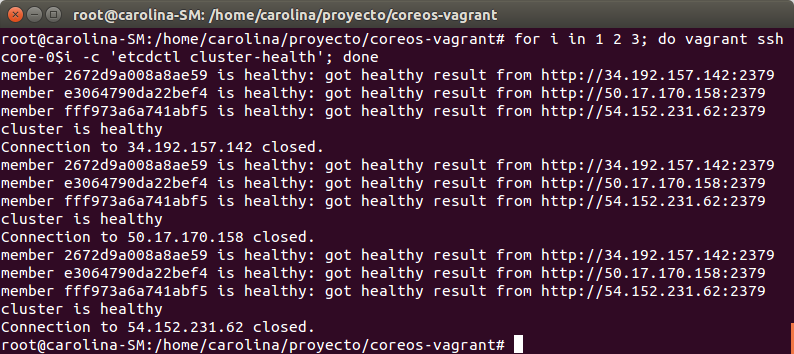 root@carolina-SM: /home/carolina/proyecto/coreos-vagrant
root@carolina-SM:/home/carolina/proyecto/coreos-vagrant# for i in 1 2 3; do vagrant ssh
core-0$i -c 'etcdctl cluster-health'; done
member 2672d9a008a8ae59 is healthy: got healthy result from http://34.192.157.142:2379
member e3064790da22bef4 is healthy: got healthy result from http://50.17.170.158:2379
member fff973a6a741abf5 is healthy: got healthy result from http://54.152.231.62:2379
cluster is healthy
Connection to 34.192.157.142 closed.
member 2672d9a008a8ae59 is healthy: got healthy result from http://34.192.157.142:2379
member e3064790da22bef4 is healthy: got healthy result from http://50.17.170.158:2379
member fff973a6a741abf5 is healthy: got healthy result from http://54.152.231.62:2379
cluster is healthy
Connection to 50.17.170.158 closed.
member 2672d9a008a8ae59 is healthy: got healthy result from http://34.192.157.142:2379
member e3064790da22bef4 is healthy: got healthy result from http://50.17.170.158:2379
member fff973a6a741abf5 is healthy: got healthy result from http://54.152.231.62:2379
cluster is healthy
Connection to 54.152.231.62 closed.
root@carolina-SM:/home/carolina/proyecto/coreos-vagrant#